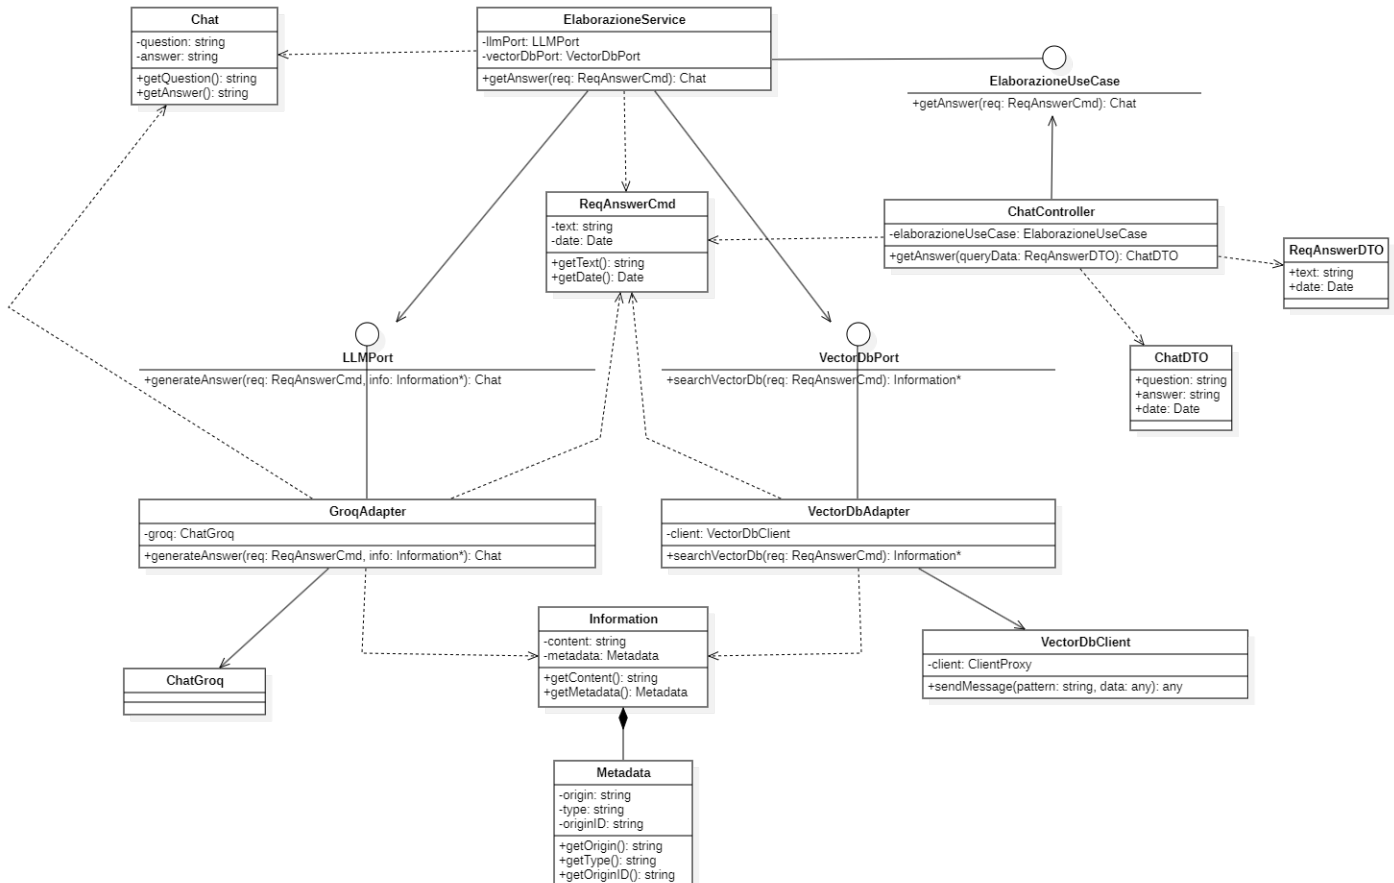 Chat
-question: string
-answer: string
+getQuestion(): string
+getAnswer(): string
ElaborazioneService
-llmPort: LLMPort
-vectorDbPort: VectorDbPort
+getAnswer(req: ReqAnswerCmd): Chat
ElaborazioneUseCase
+getAnswer(req: ReqAnswerCmd): Chat
ReqAnswerCmd
-text: string
-date: Date
+getText(): string
+getDate(): Date
ChatController
-elaborazioneUseCase: ElaborazioneUseCase
+getAnswer(queryData: ReqAnswerDTO): ChatDTO
ReqAnswerDTO
+text: string
+date: Date
LLMPort
+generateAnswer(req: ReqAnswerCmd, info: Information*): Chat
VectorDbPort
+searchVectorDb(req: ReqAnswerCmd): Information*
ChatDTO
+question: string
+answer: string
+date: Date
GroqAdapter
-groq: ChatGroq
+generateAnswer(req: ReqAnswerCmd, info: Information*): Chat
VectorDbAdapter
-client: VectorDbClient
+searchVectorDb(req: ReqAnswerCmd): Information*
Information
-content: string
-metadata: Metadata
+getContent(): string
+getMetadata(): Metadata
VectorDbClient
-client: ClientProxy
+sendMessage(pattern: string, data: any): any
ChatGroq
Metadata
-origin: string
-type: string
-originID: string
+getOrigin(): string
+getType(): string
+getOriginID(): string